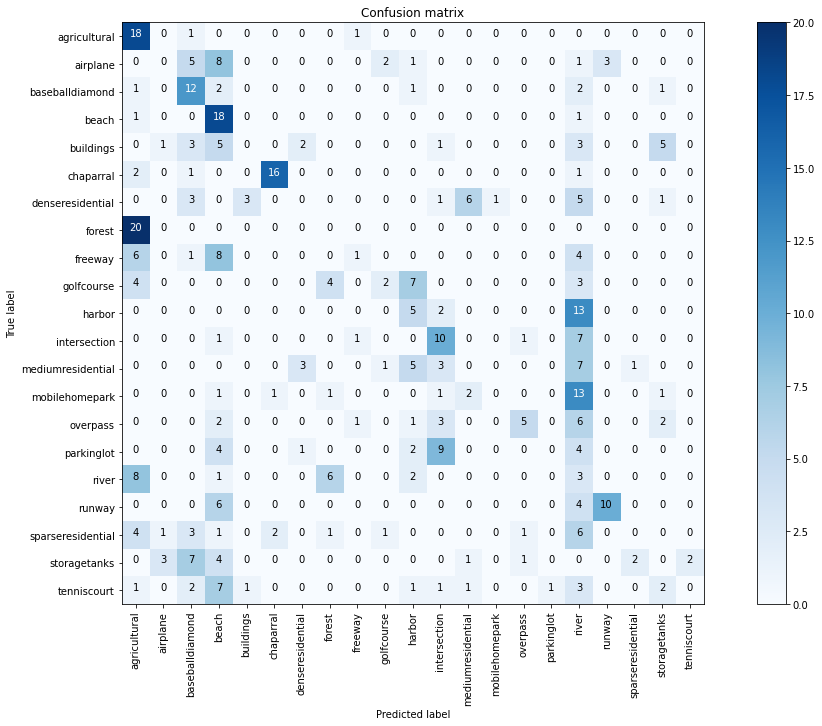 Confusion matrix
agricultural 18 0 1 0 0 0 0 0 1 0 0 0 0 0 0 0 0 0 0 0 0
airplane 0 0 5 8 0 0 0 0 0 2 1 0 0 0 0 0 1 3 0 0 0
baseballdiamond 1 0 12 2 0 0 0 0 0 0 1 0 0 0 0 0 2 0 0 1 0
beach 1 0 0 18 0 0 0 0 0 0 0 0 0 0 0 0 1 0 0 0 0
buildings 0 1 3 5 0 0 2 0 0 0 0 1 0 0 0 0 3 0 0 5 0
chaparral 2 0 1 0 0 16 0 0 0 0 0 0 0 0 0 0 1 0 0 0 0
denseresidential 0 0 3 0 3 0 0 0 0 0 0 1 6 1 0 0 5 0 0 1 0
forest 20 0 0 0 0 0 0 0 0 0 0 0 0 0 0 0 0 0 0 0 0
freeway 6 0 1 8 0 0 0 0 1 0 0 0 0 0 0 0 4 0 0 0 0
golfcourse 4 0 0 0 0 0 0 4 0 2 7 0 0 0 0 0 3 0 0 0 0
harbor 0 0 0 0 0 0 0 0 0 0 5 2 0 0 0 0 13 0 0 0 0
intersection 0 0 0 1 0 0 0 0 1 0 0 10 0 0 1 0 7 0 0 0 0
mediumresidential 0 0 0 0 0 0 3 0 0 1 5 3 0 0 0 0 7 0 1 0 0
mobilehomepark 0 0 0 1 0 1 0 1 0 0 0 1 2 0 0 0 13 0 0 1 0
overpass 0 0 0 2 0 0 0 0 1 0 1 3 0 0 5 0 6 0 0 2 0
parkinglot 0 0 0 4 0 0 1 0 0 0 2 9 0 0 0 0 4 0 0 0 0
river 8 0 0 1 0 0 0 6 0 0 2 0 0 0 0 0 3 0 0 0 0
runway 0 0 0 6 0 0 0 0 0 0 0 0 0 0 0 0 4 10 0 0 0
sparseresidential 4 1 3 1 0 2 0 1 0 1 0 0 0 0 1 0 6 0 0 0 0
storagetanks 0 3 7 4 0 0 0 0 0 0 0 0 1 0 1 0 0 0 2 0 2
tenniscourt 1 0 2 7 1 0 0 0 0 0 1 1 1 0 0 1 3 0 0 2 0
True label
agricultural
airplane
baseballdiamond
beach
buildings
chaparral
denseresidential
forest
freeway
golfcourse
harbor
intersection
mediumresidential
mobilehomepark
overpass
parkinglot
river
runway
sparseresidential
storagetanks
tenniscourt
Predicted label
20.0
17.5
15.0
12.5
10.0
7.5
5.0
2.5
0.0